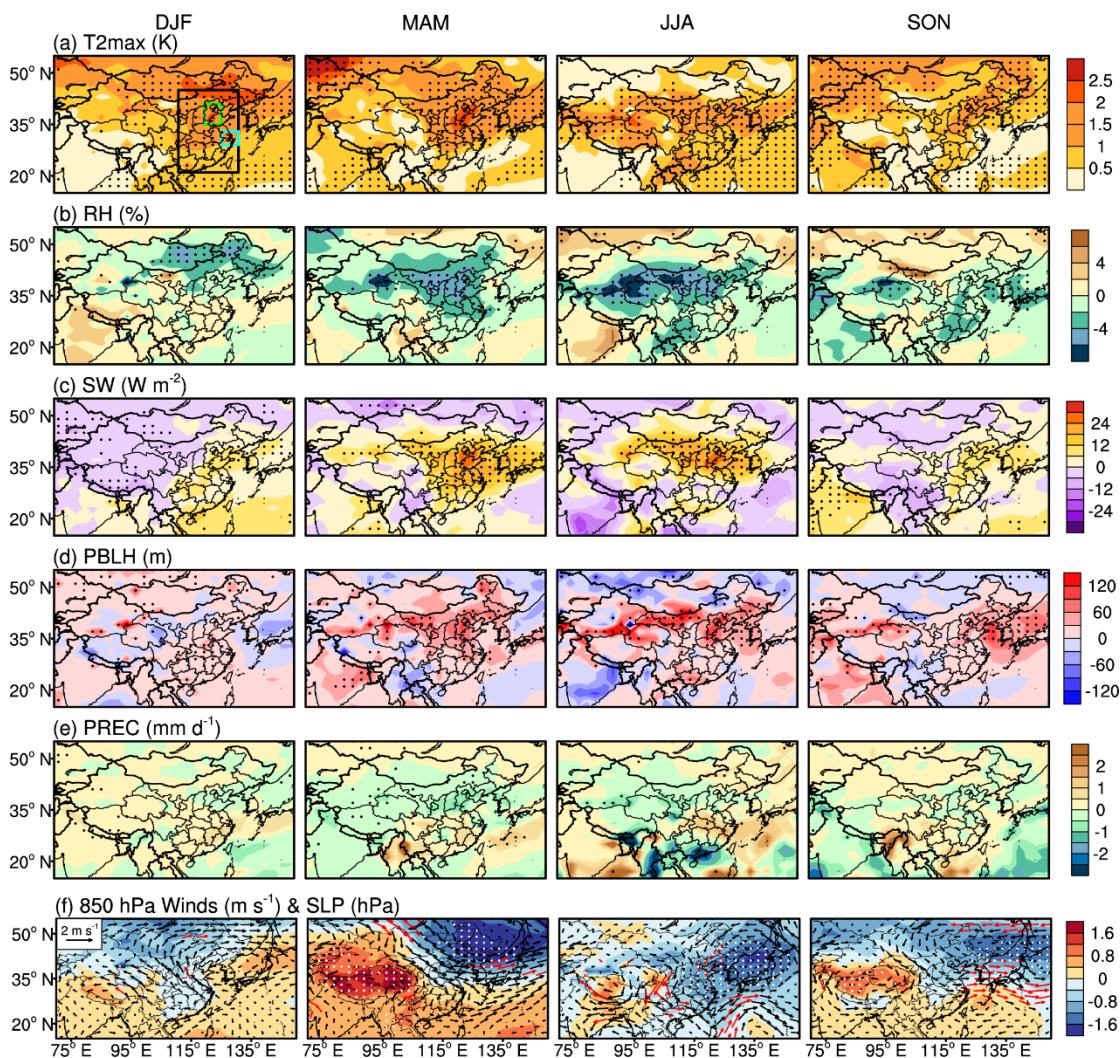 DJF MAM JJA SON
(a) T2max (K)
50° N
35° N
20° N
2.5
2
1.5
1
0.5
(b) RH (%)
50° N
35° N
20° N
4
0
-4
(c) SW (W m⁻²)
50° N
35° N
20° N
24
12
0
-12
-24
(d) PBLH (m)
50° N
35° N
20° N
120
60
0
-60
-120
(e) PREC (mm d⁻¹)
50° N
35° N
20° N
2
1
0
-1
-2
(f) 850 hPa Winds (m s⁻¹) & SLP (hPa)
2 m s⁻¹
50° N
35° N
20° N
1.6
0.8
0
-0.8
-1.6
75° E 95° E 115° E 135° E 75° E 95° E 115° E 135° E 75° E 95° E 115° E 135° E 75° E 95° E 115° E 135° E